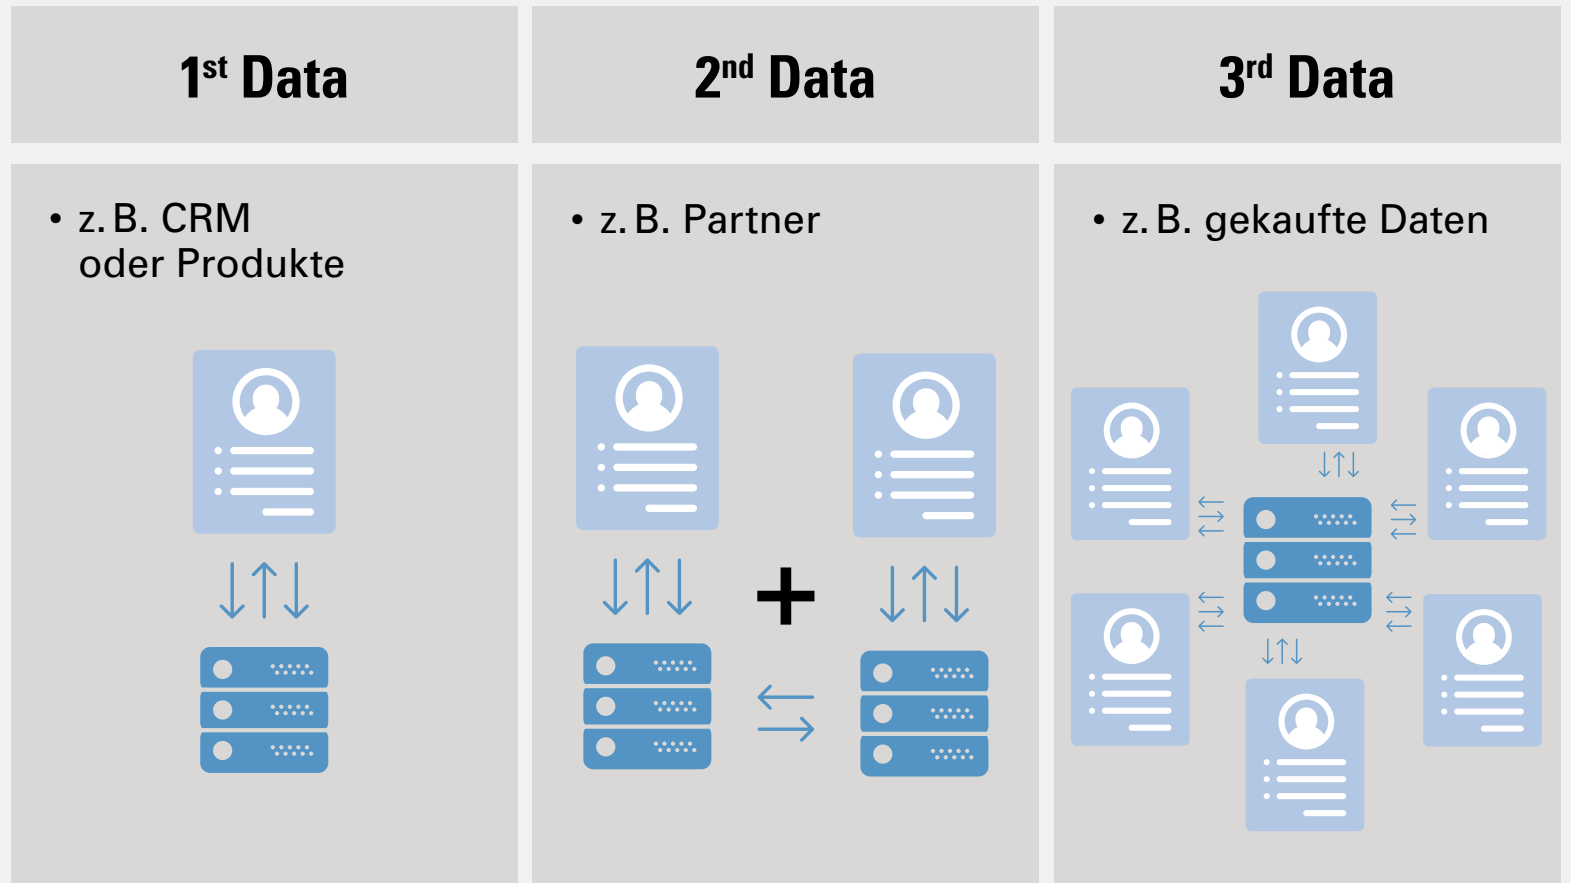 1st Data
2nd Data
3rd Data
• z. B. CRM
oder Produkte
• z. B. Partner
• z. B. gekaufte Daten
+